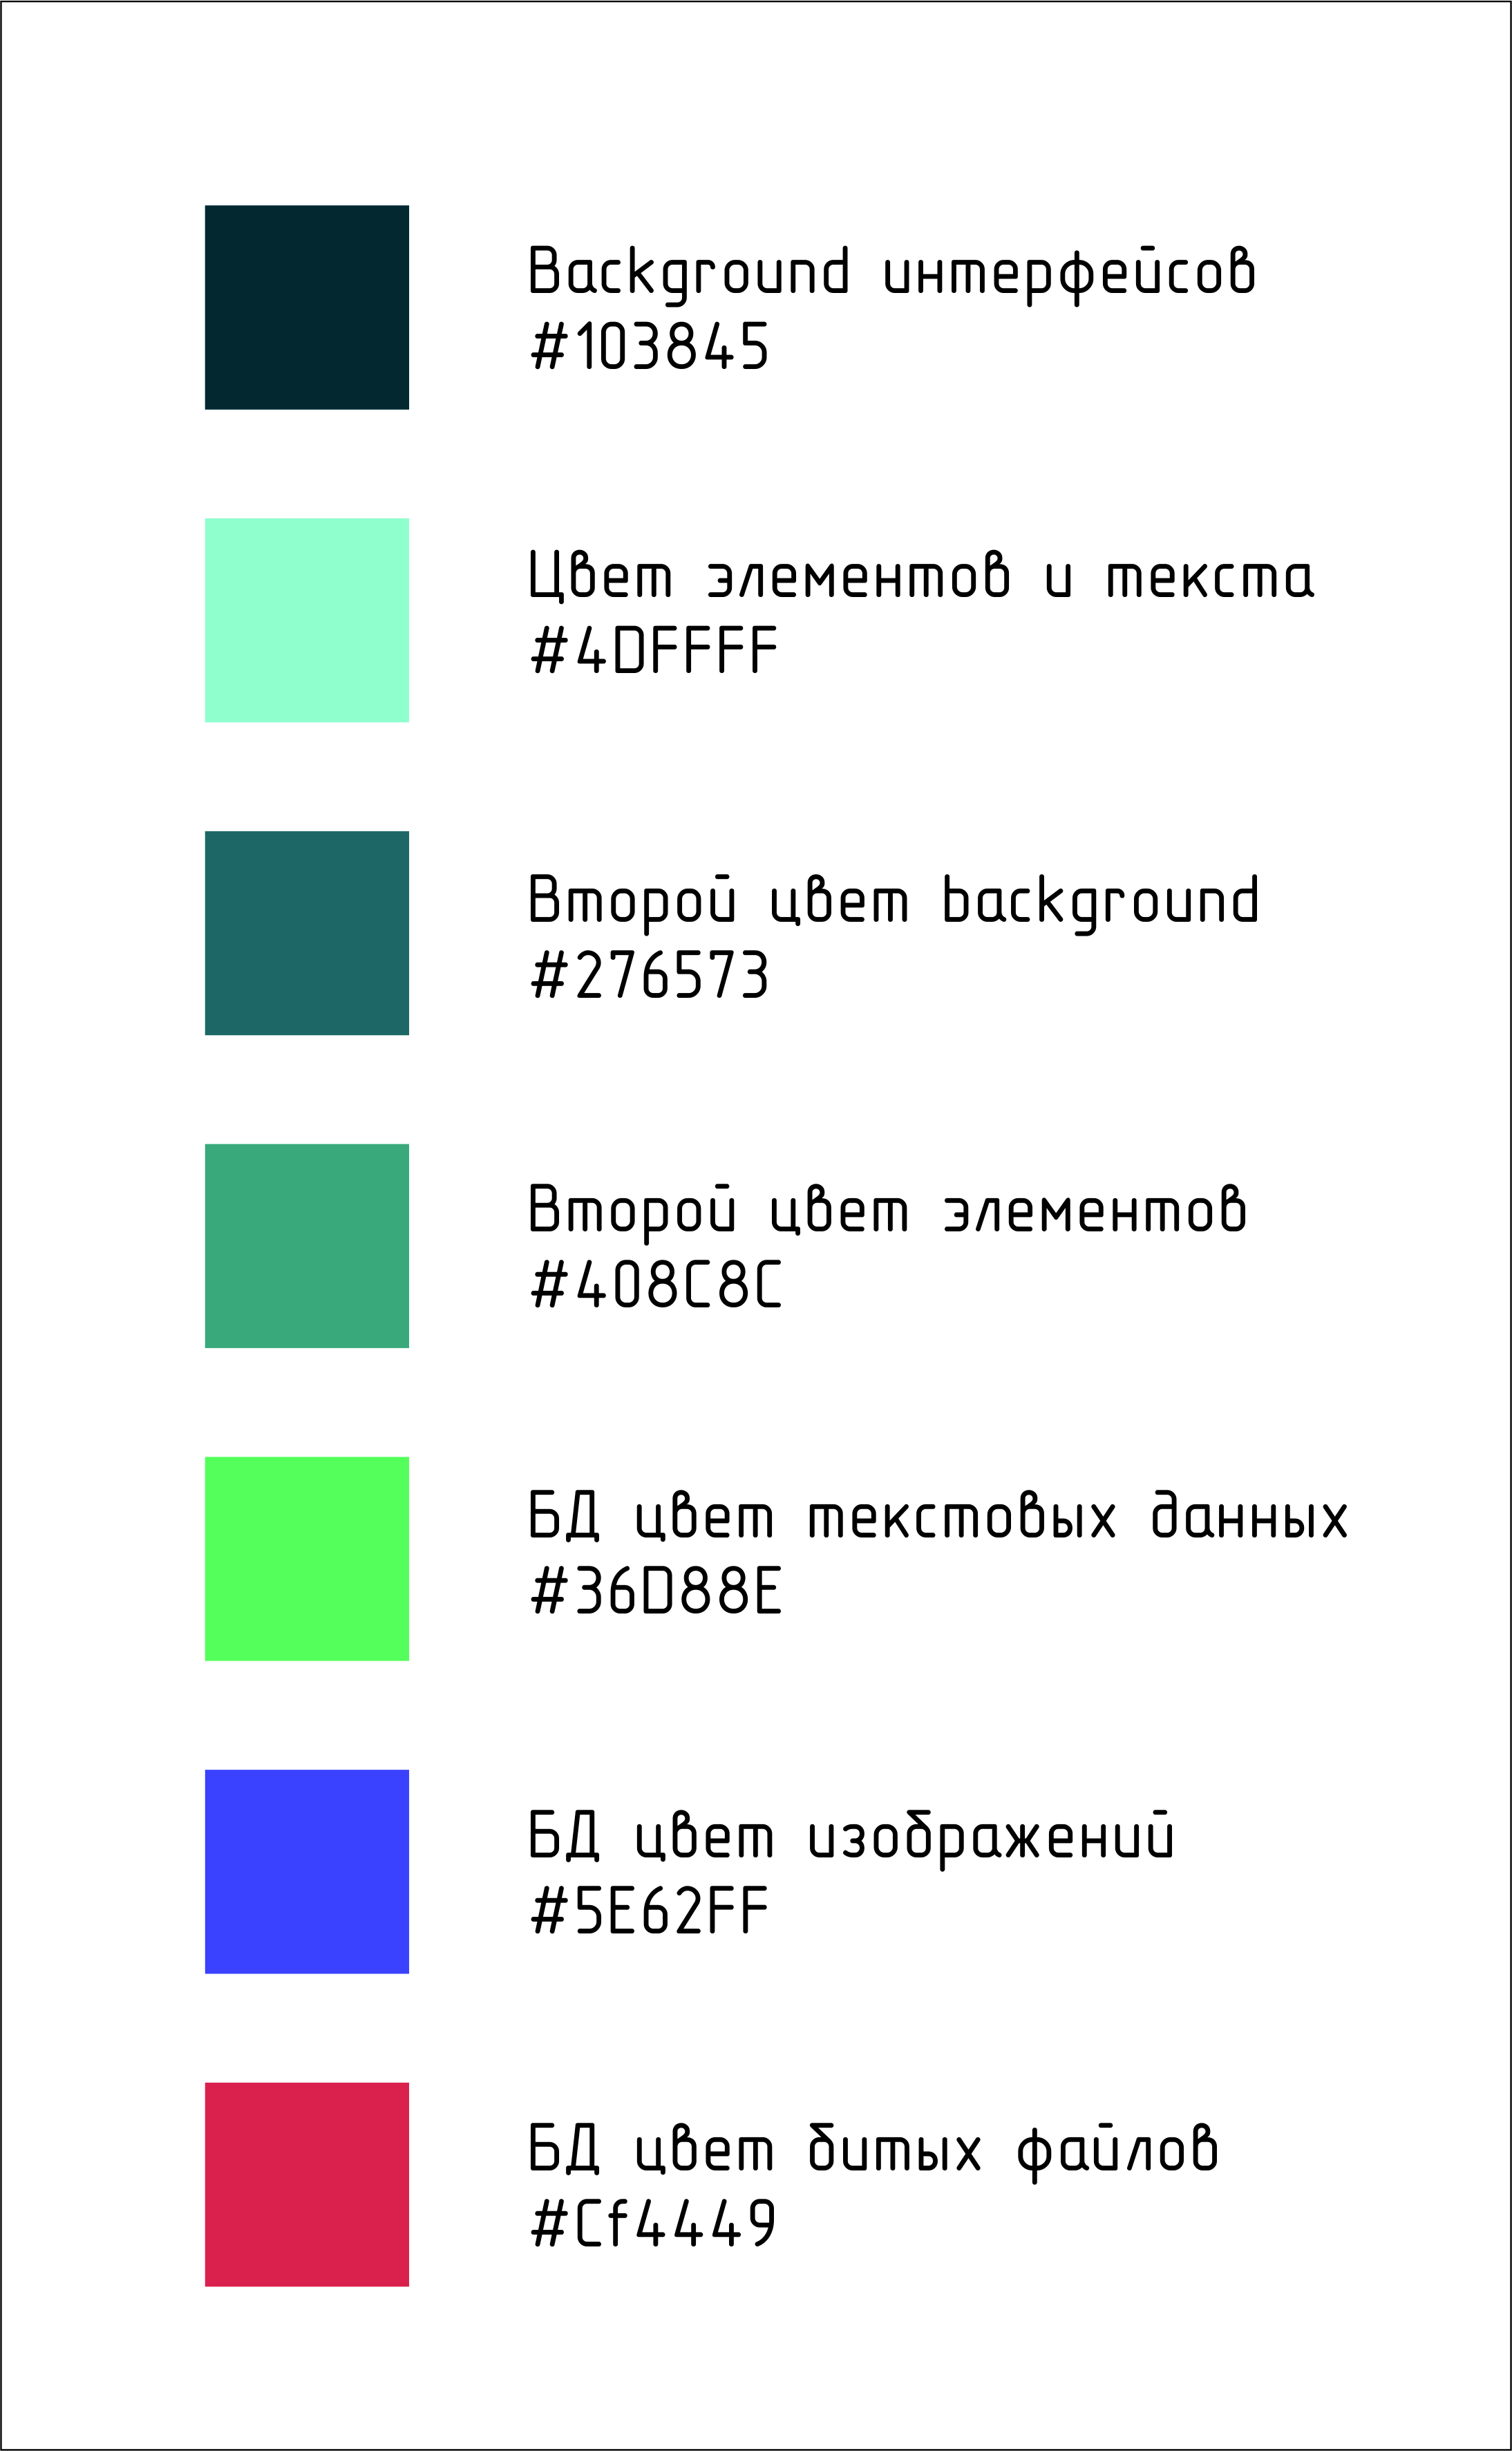 Background интерфейсов
#103845
Цвет элементов и текста
#4DFFFF
Второй цвет background
#276573
Второй цвет элементов
#408C8C
БД цвет текстовых данных
#36D88E
БД цвет изображений
#5E62FF
БД цвет битых файлов
#Cf4449